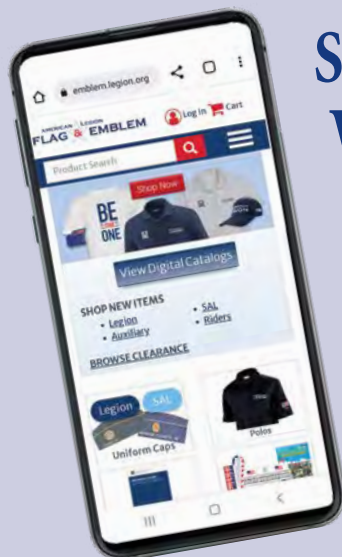 S
emblem.legion.org
AMERICAN LEGION
FLAG & EMBLEM
Log In Cart
Product Search
Shop Now
BE
THE
ONE
View Digital Catalogs
SHOP NEW ITEMS
• Legion • SAL
• Auxiliary • Riders
BROWSE CLEARANCE
Legion SAL
Uniform Caps
Polos